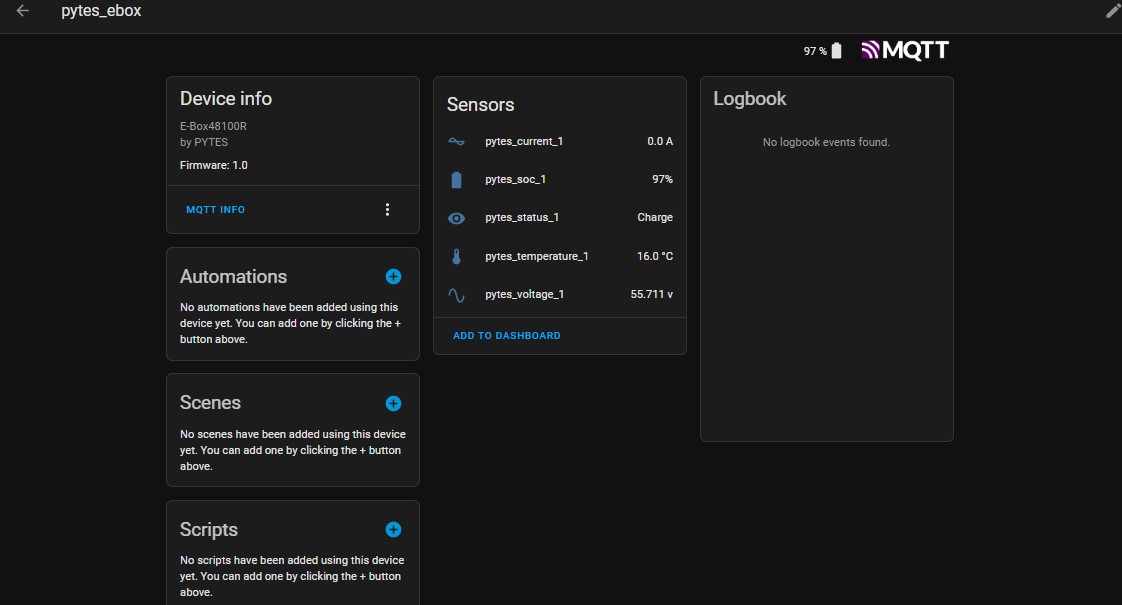 pytes_ebox
97 %
MQTT
Device info
E-Box48100R
by PYTES
Firmware: 1.0
MQTT INFO
Automations
No automations have been added using this
device yet. You can add one by clicking the +
button above.
Scenes
No scenes have been added using this device
yet. You can add one by clicking the + button
above.
Scripts
No scripts have been added using this device
yet. You can add one by clicking the + button
above.
Sensors
pytes_current_1 0.0 A
pytes_soc_1 97%
pytes_status_1 Charge
pytes_temperature_1 16.0 °C
pytes_voltage_1 55.711 v
ADD TO DASHBOARD
Logbook
No logbook events found.